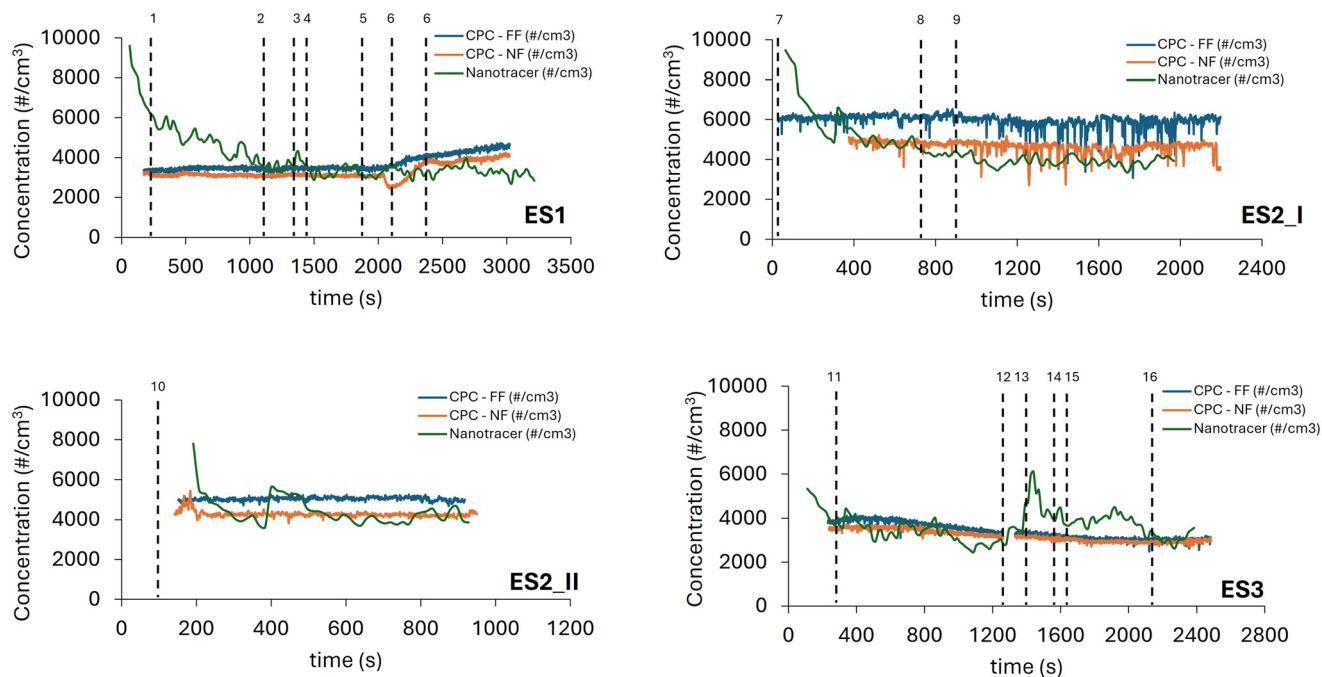 1 2 3 4 5 6 6
10000
8000
6000
4000
2000
0
Concentration (#/cm³)
CPC - FF (#/cm3)
CPC - NF (#/cm3)
Nanotracer (#/cm3)
ES1
0 500 1000 1500 2000 2500 3000 3500
time (s)
7 8 9
10000
8000
6000
4000
2000
0
Concentration (#/cm³)
CPC - FF (#/cm3)
CPC - NF (#/cm3)
Nanotracer (#/cm3)
ES2_I
0 400 800 1200 1600 2000 2400
time (s)
10
10000
8000
6000
4000
2000
0
Concentration (#/cm³)
CPC - FF (#/cm3)
CPC - NF (#/cm3)
Nanotracer (#/cm3)
ES2_II
0 200 400 600 800 1000 1200
time (s)
11 12 13 14 15 16
10000
8000
6000
4000
2000
0
Concentration (#/cm³)
CPC - FF (#/cm3)
CPC - NF (#/cm3)
Nanotracer (#/cm3)
ES3
0 400 800 1200 1600 2000 2400 2800
time (s)